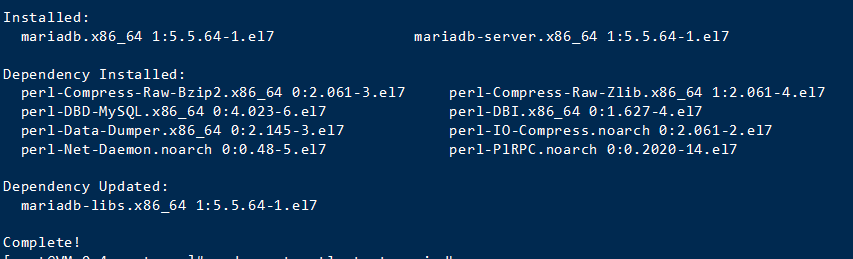 Installed:
mariadb.x86_64 1:5.5.64-1.el7 mariadb-server.x86_64 1:5.5.64-1.el7
Dependency Installed:
perl-Compress-Raw-Bzip2.x86_64 0:2.061-3.el7 perl-Compress-Raw-Zlib.x86_64 1:2.061-4.el7
perl-DBD-MySQL.x86_64 0:4.023-6.el7 perl-DBI.x86_64 0:1.627-4.el7
perl-Data-Dumper.x86_64 0:2.145-3.el7 perl-IO-Compress.noarch 0:2.061-2.el7
perl-Net-Daemon.noarch 0:0.48-5.el7 perl-PlRPC.noarch 0:0.2020-14.el7
Dependency Updated:
mariadb-libs.x86_64 1:5.5.64-1.el7
Complete!